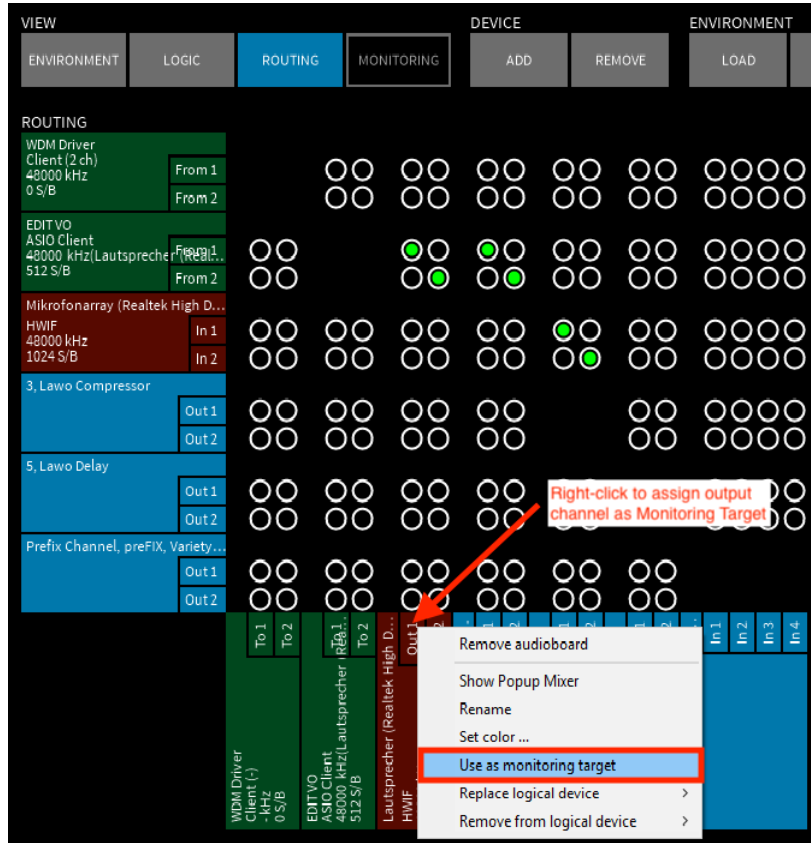 VIEW
DEVICE
ENVIRONMENT
ENVIRONMENT
LOGIC
ROUTING
MONITORING
ADD
REMOVE
LOAD
ROUTING
WDM Driver
Client (2 ch)
48000 kHz
0 S/B
From 1
From 2
EDIT VO
ASIO Client
48000 kHz(Lautsprecher (Real...
512 S/B
From 1
From 2
Mikrofonarray (Realtek High D...
HWIF
48000 kHz
1024 S/B
In 1
In 2
3, Lawo Compressor
Out 1
Out 2
5, Lawo Delay
Out 1
Out 2
Right-click to assign output
channel as Monitoring Target
Prefix Channel, preFIX, Variety...
Out 1
Out 2
To 1
To 2
WDM Driver
Client (-)
- kHz
0 S/B
To 1
To 2
EDIT VO
ASIO Client
48000 kHz(Lautsprecher (Rea...
512 S/B
Out 1
Lautsprecher (Realtek High D...
HWIF
In 1
In 2
In 3
In 4
Remove audioboard
Show Popup Mixer
Rename
Set color ...
Use as monitoring target
Replace logical device
Remove from logical device